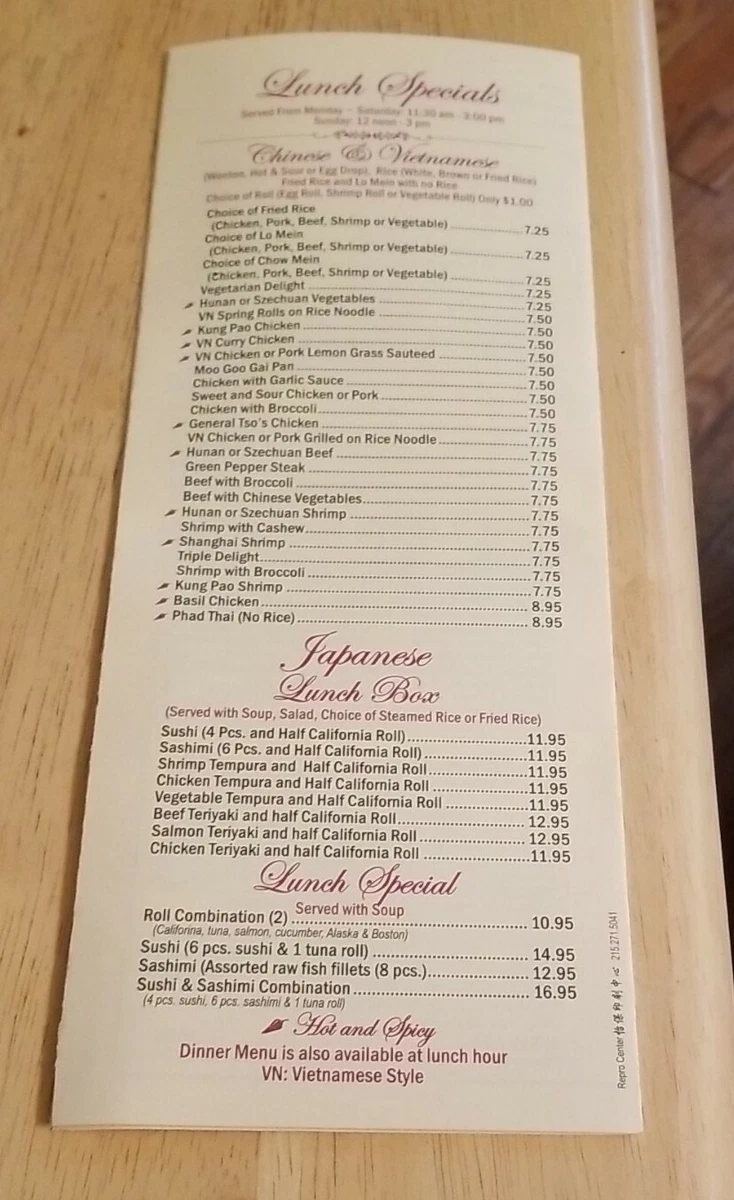 Lunch Specials
Served From Monday - Saturday: 11:30 am - 3:00 pm
Sunday: 12 noon - 3 pm
Chinese & Vietnamese
(Wonton, Hot & Sour or Egg Drop), Rice (White, Brown or Fried Rice)
Fried Rice and Lo Mein with no Rice
Choice of Roll (Egg Roll, Shrimp Roll or Vegetable Roll) Only $1.00
Choice of Fried Rice
(Chicken, Pork, Beef, Shrimp or Vegetable) 7.25
Choice of Lo Mein
(Chicken, Pork, Beef, Shrimp or Vegetable) 7.25
Choice of Chow Mein
(Chicken, Pork, Beef, Shrimp or Vegetable) 7.25
Vegetarian Delight 7.25
Hunan or Szechuan Vegetables 7.25
VN Spring Rolls on Rice Noodle 7.50
Kung Pao Chicken 7.50
VN Curry Chicken 7.50
VN Chicken or Pork Lemon Grass Sauteed 7.50
Moo Goo Gai Pan 7.50
Chicken with Garlic Sauce 7.50
Sweet and Sour Chicken or Pork 7.50
Chicken with Broccoli 7.50
General Tso's Chicken 7.75
VN Chicken or Pork Grilled on Rice Noodle 7.75
Hunan or Szechuan Beef 7.75
Green Pepper Steak 7.75
Beef with Broccoli 7.75
Beef with Chinese Vegetables 7.75
Hunan or Szechuan Shrimp 7.75
Shrimp with Cashew 7.75
Shanghai Shrimp 7.75
Triple Delight 7.75
Shrimp with Broccoli 7.75
Kung Pao Shrimp 7.75
Basil Chicken 8.95
Phad Thai (No Rice) 8.95
Japanese
Lunch Box
(Served with Soup, Salad, Choice of Steamed Rice or Fried Rice)
Sushi (4 Pcs. and Half California Roll) 11.95
Sashimi (6 Pcs. and Half California Roll) 11.95
Shrimp Tempura and Half California Roll 11.95
Chicken Tempura and Half California Roll 11.95
Vegetable Tempura and Half California Roll 11.95
Beef Teriyaki and half California Roll 12.95
Salmon Teriyaki and half California Roll 12.95
Chicken Teriyaki and half California Roll 11.95
Lunch Special
Served with Soup
Roll Combination (2) 10.95
(Califorina, tuna, salmon, cucumber, Alaska & Boston)
Sushi (6 pcs. sushi & 1 tuna roll) 14.95
Sashimi (Assorted raw fish fillets (8 pcs.) 12.95
Sushi & Sashimi Combination 16.95
(4 pcs. sushi, 6 pcs. sashimi & 1 tuna roll)
Hot and Spicy
Dinner Menu is also available at lunch hour
VN: Vietnamese Style
Repro Center 怡保印刷中心 215.271.5041